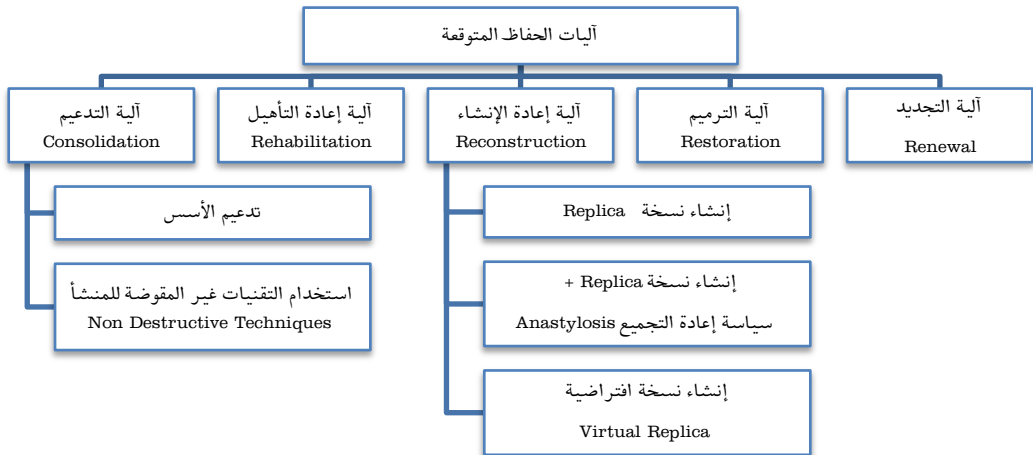 آليات الحفاظ المتوقعة
آلية التجديد
Renewal
آلية الترميم
Restoration
آلية إعادة الإنشاء
Reconstruction
آلية إعادة التأهيل
Rehabilitation
آلية التدعيم
Consolidation
إنشاء نسخة Replica
إنشاء نسخة Replica +
سياسة إعادة التجميع Anastylosis
إنشاء نسخة افتراضية
Virtual Replica
تدعيم الأسس
استخدام التقنيات غير المقوضة للمنشأ
Non Destructive Techniques